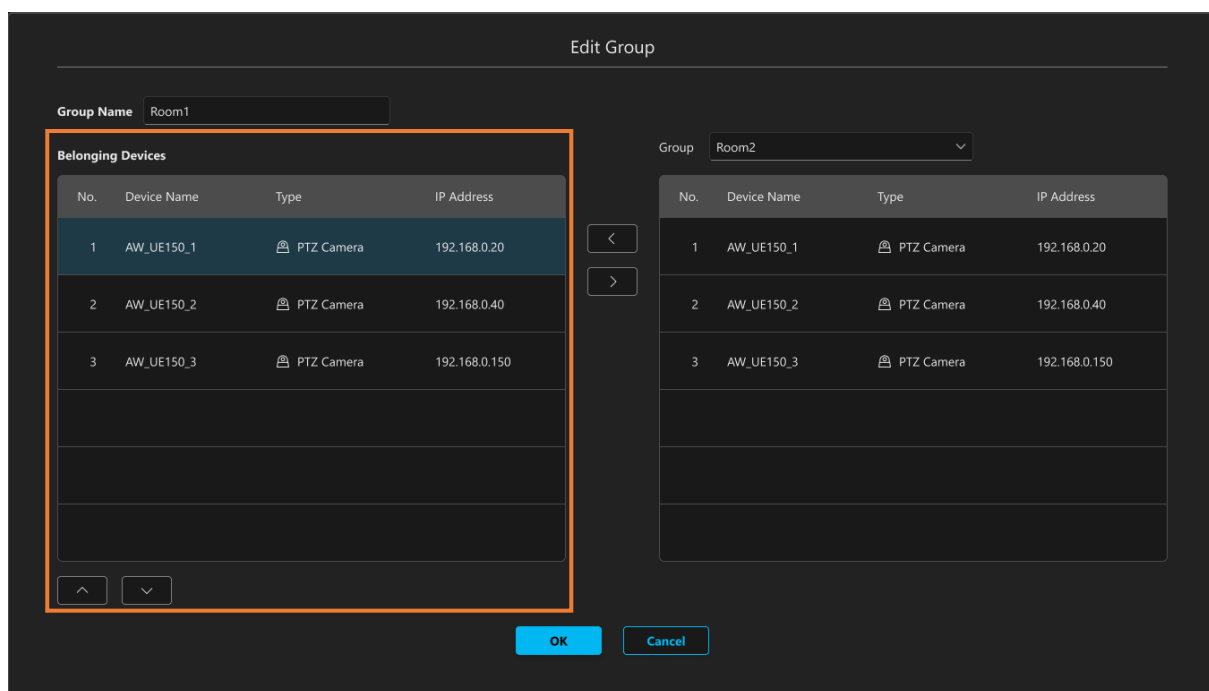 Edit Group
Group Name Room1
Belonging Devices
No. Device Name Type IP Address
1 AW_UE150_1 PTZ Camera 192.168.0.20
2 AW_UE150_2 PTZ Camera 192.168.0.40
3 AW_UE150_3 PTZ Camera 192.168.0.150
Group Room2
No. Device Name Type IP Address
1 AW_UE150_1 PTZ Camera 192.168.0.20
2 AW_UE150_2 PTZ Camera 192.168.0.40
3 AW_UE150_3 PTZ Camera 192.168.0.150
OK Cancel